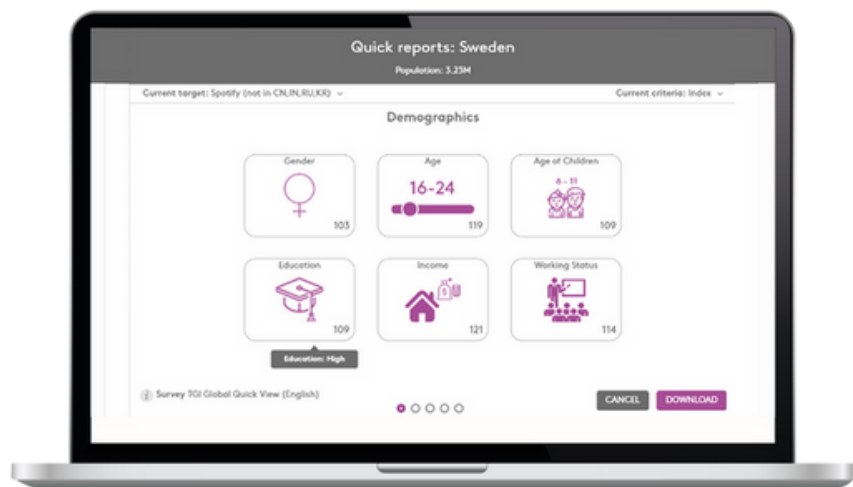 Quick reports: Sweden
Population: 3.23M
Current target: Spotify (not in CN,IN,RU,KR)
Current criteria: Index
Demographics
Gender
103
Age
16-24
119
Age of Children
6 - 11
109
Education
109
Income
$
121
Working Status
114
Education: High
i
Survey TGI Global Quick View (English)
CANCEL
DOWNLOAD